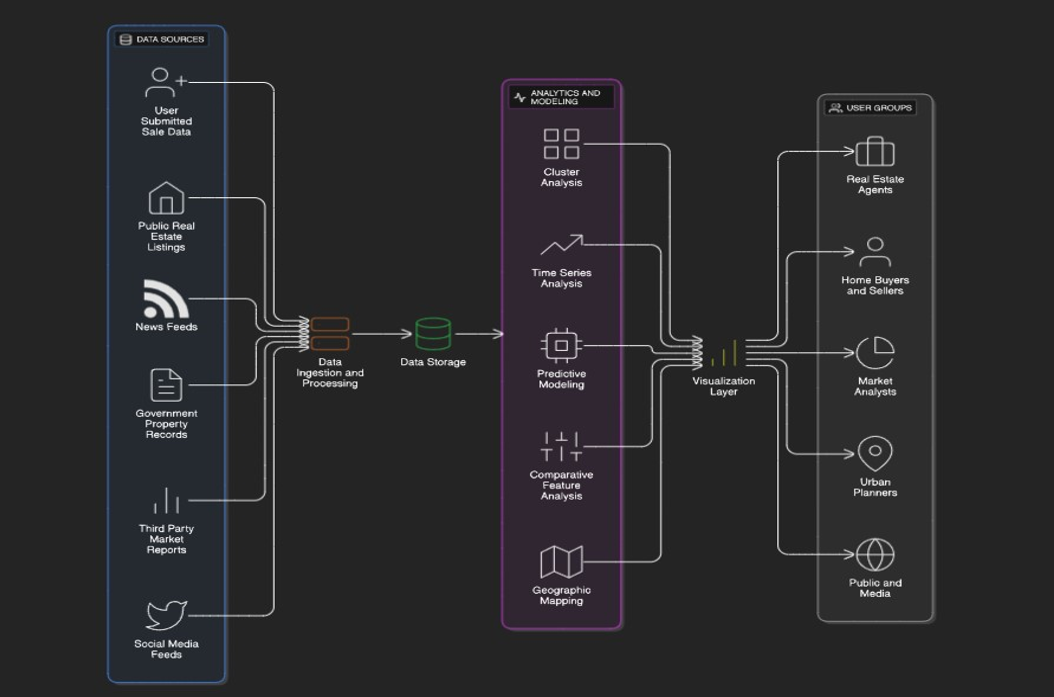 DATA SOURCES
User
Submitted
Sale Data
Public Real
Estate
Listings
News Feeds
Government
Property
Records
Third Party
Market
Reports
Social Media
Feeds
Data
Ingestion and
Processing
Data Storage
ANALYTICS AND
MODELING
Cluster
Analysis
Time Series
Analysis
Predictive
Modeling
Comparative
Feature
Analysis
Geographic
Mapping
Visualization
Layer
USER GROUPS
Real Estate
Agents
Home Buyers
and Sellers
Market
Analysts
Urban
Planners
Public and
Media